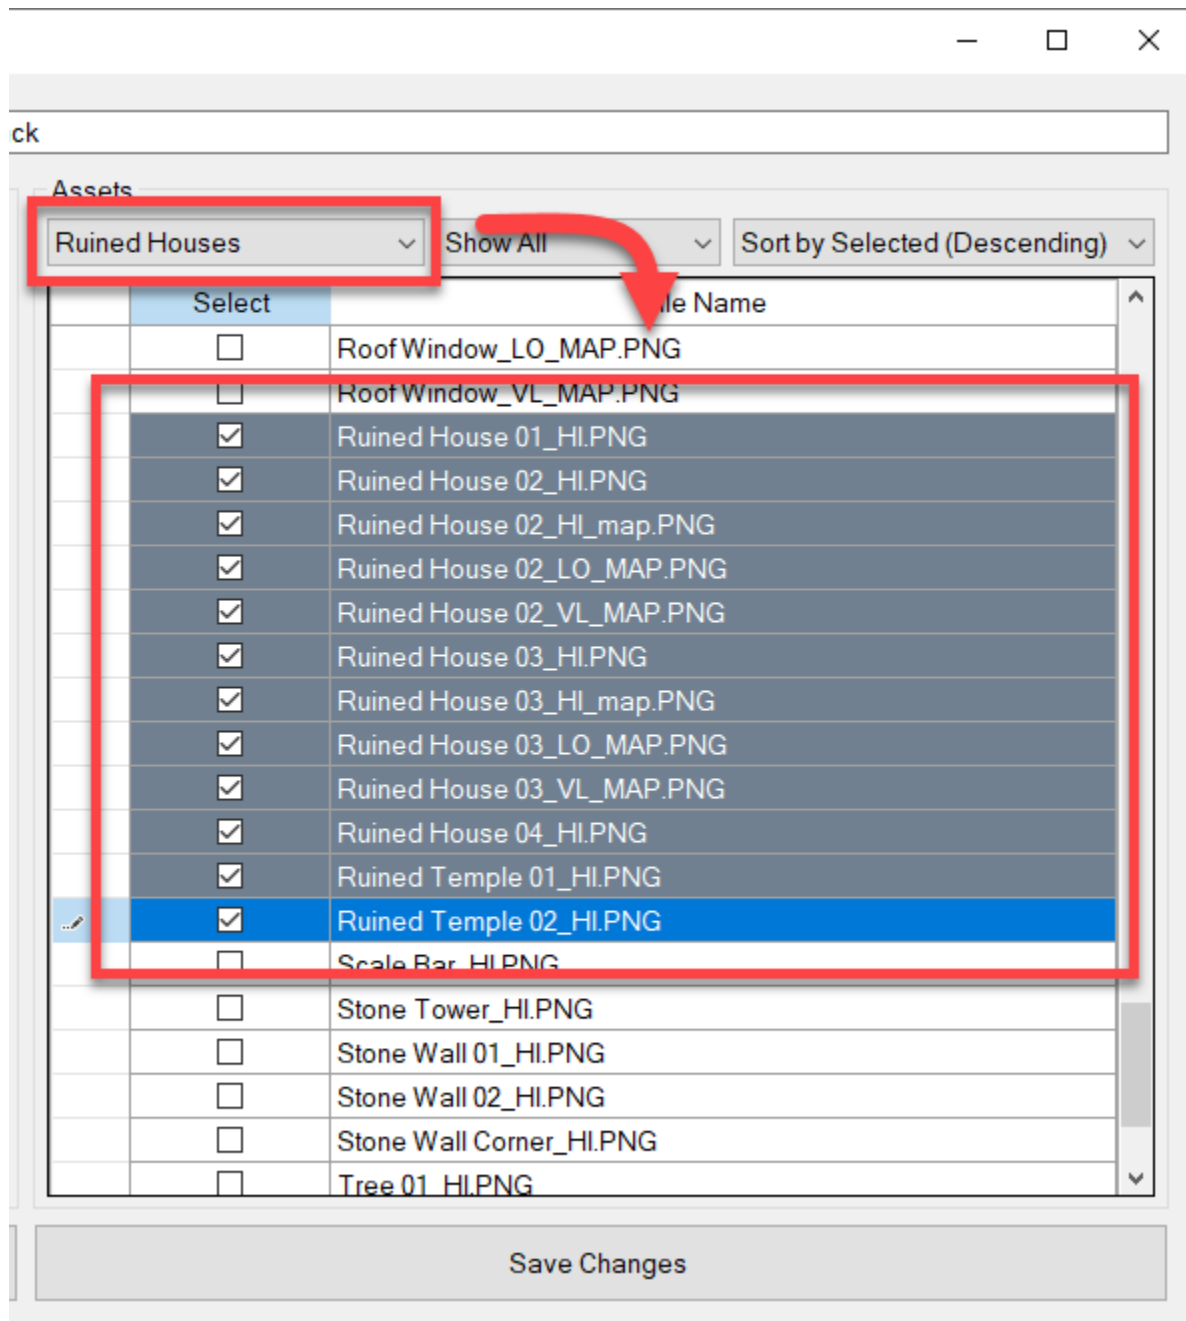 ck
Assets
Ruined Houses Show All Sort by Selected (Descending)
Select le Name
Roof Window_LO_MAP.PNG
Roof Window_VL_MAP.PNG
Ruined House 01_HI.PNG
Ruined House 02_HI.PNG
Ruined House 02_HI_map.PNG
Ruined House 02_LO_MAP.PNG
Ruined House 02_VL_MAP.PNG
Ruined House 03_HI.PNG
Ruined House 03_HI_map.PNG
Ruined House 03_LO_MAP.PNG
Ruined House 03_VL_MAP.PNG
Ruined House 04_HI.PNG
Ruined Temple 01_HI.PNG
Ruined Temple 02_HI.PNG
Scale Bar_HI.PNG
Stone Tower_HI.PNG
Stone Wall 01_HI.PNG
Stone Wall 02_HI.PNG
Stone Wall Corner_HI.PNG
Tree 01_HI.PNG
Save Changes